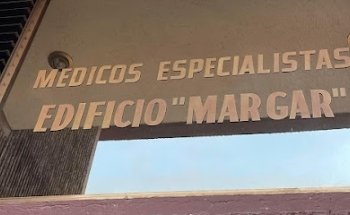 MEDICOS ESPECIALISTAS
EDIFICIO "MARGAR"